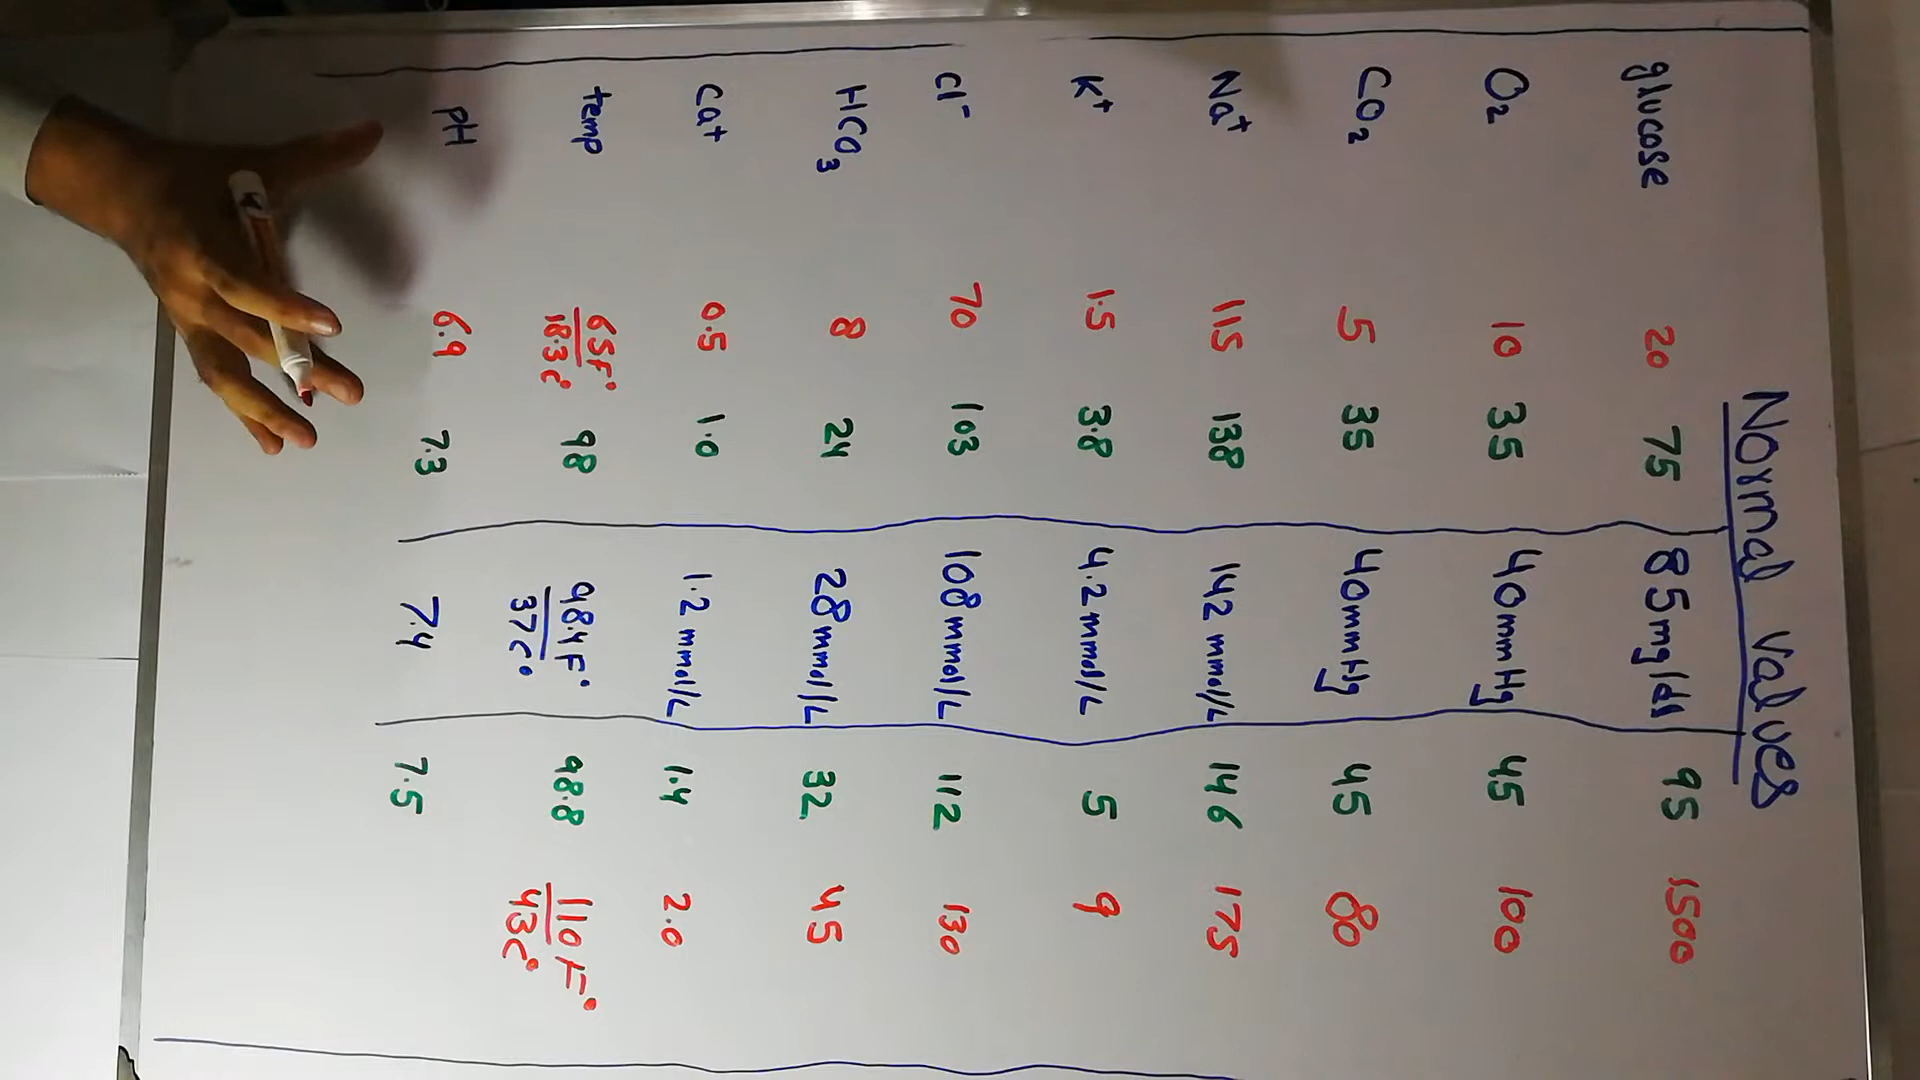 Normal Values
glucose 20 75 85mg/dl 95 1500
O2 10 35 40mmHg 45 100
CO2 5 35 40mmHg 45 80
Na+ 115 138 142 mmol/L 146 175
K+ 1.5 3.8 4.2 mmol/L 5 9
Cl- 70 103 108 mmol/L 112 130
HCO3 8 24 28 mmol/L 32 45
Ca+ 0.5 1.0 1.2 mmol/L 1.4 2.0
temp 65F° 98 98.4F° 98.8 110F°
18.3c° 37c° 43c°
pH 6.9 7.3 7.4 7.5